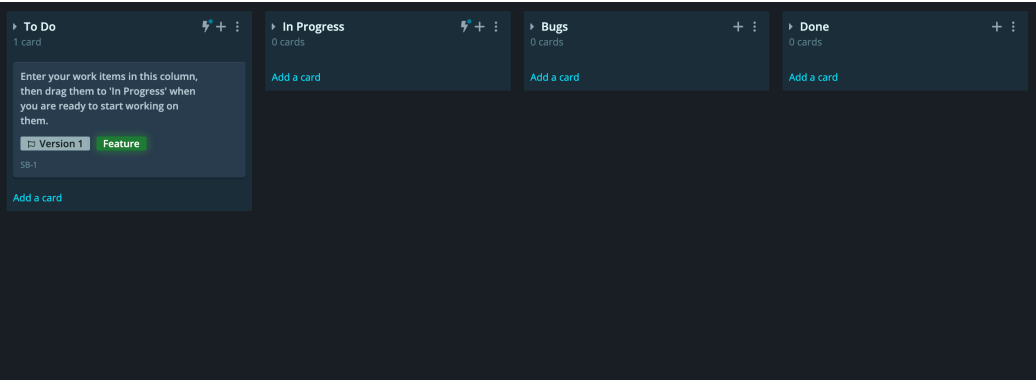 To Do
1 card
Enter your work items in this column,
then drag them to 'In Progress' when
you are ready to start working on
them.
Version 1 Feature
SB-1
Add a card
In Progress
0 cards
Add a card
Bugs
0 cards
Add a card
Done
0 cards
Add a card